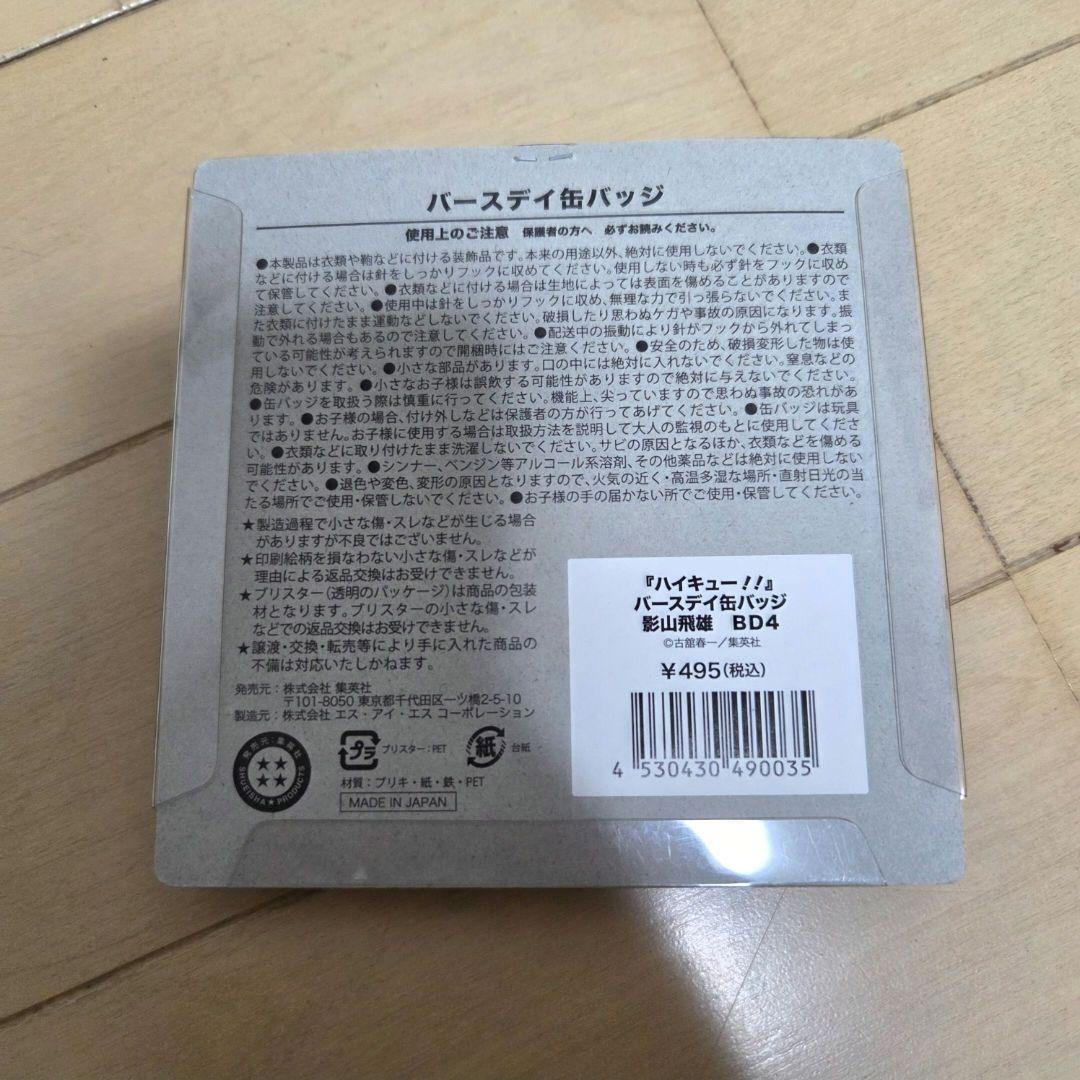 バースデイ缶バッジ
使用上のご注意 保護者の方へ 必ずお読みください。
●本製品は衣類や鞄などに付ける装飾品です。本来の用途以外、絶対に使用しないでください。●衣類
などに付ける場合は針をしっかりフックに収めてください。使用しない時も必ず針をフックに収め
て保管してください。●衣類などに付ける場合は生地によっては表面を傷めることがありますので
注意してください。●使用中は針をしっかりフックに収め、無理な力で引っ張らないでください。ま
た衣類に付けたまま運動などしないでください。破損したり思わぬケガや事故の原因になります。振
動で外れる場合もあるので注意してください。●配送中の振動により針がフックから外れてしまっ
ている可能性が考えられますので開梱時にはご注意ください。●安全のため、破損変形した物は使
用しないでください。●小さな部品があります。口の中には絶対に入れないでください。窒息などの
危険があります。●小さなお子様は誤飲する可能性がありますので絶対に与えないでください。
●缶バッジを取扱う際は慎重に行ってください。機能上、尖っていますので思わぬ事故の恐れがあ
ります。●お子様の場合、付け外しなどは保護者の方が行ってあげてください。●缶バッジは玩具
ではありません。お子様に使用する場合は取扱方法を説明して大人の監視のもとに使用してくださ
い。●衣類などに取り付けたまま洗濯しないでください。サビの原因となるほか、衣類などを傷める
可能性があります。●シンナー、ベンジン等アルコール系溶剤、その他薬品などは絶対に使用しない
でください。●退色や変色、変形の原因となりますので、火気の近く・高温多湿な場所・直射日光の当
たる場所でご使用・保管しないでください。●お子様の手の届かない所でご使用・保管してください。
★製造過程で小さな傷・スレなどが生じる場合
がありますが不良ではございません。
★印刷絵柄を損なわない小さな傷・スレなどが
理由による返品交換はお受けできません。
★ブリスター(透明のパッケージ)は商品の包装
材となります。ブリスターの小さな傷・スレ
などでの返品交換はお受けできません。
★譲渡・交換・転売等により手に入れた商品の
不備は対応いたしかねます。
発売元：株式会社 集英社
〒101-8050 東京都千代田区一ツ橋2-5-10
製造元：株式会社 エス・アイ・エス コーポレーション
発売元：集英社
SHUEISHA★PRODUCTS
プラ
ブリスター：PET
紙
台紙
材質：ブリキ・紙・鉄・PET
MADE IN JAPAN
『ハイキュー!!』
バースデイ缶バッジ
影山飛雄 BD4
©古舘春一/集英社
¥495(税込)
4 530430 490035